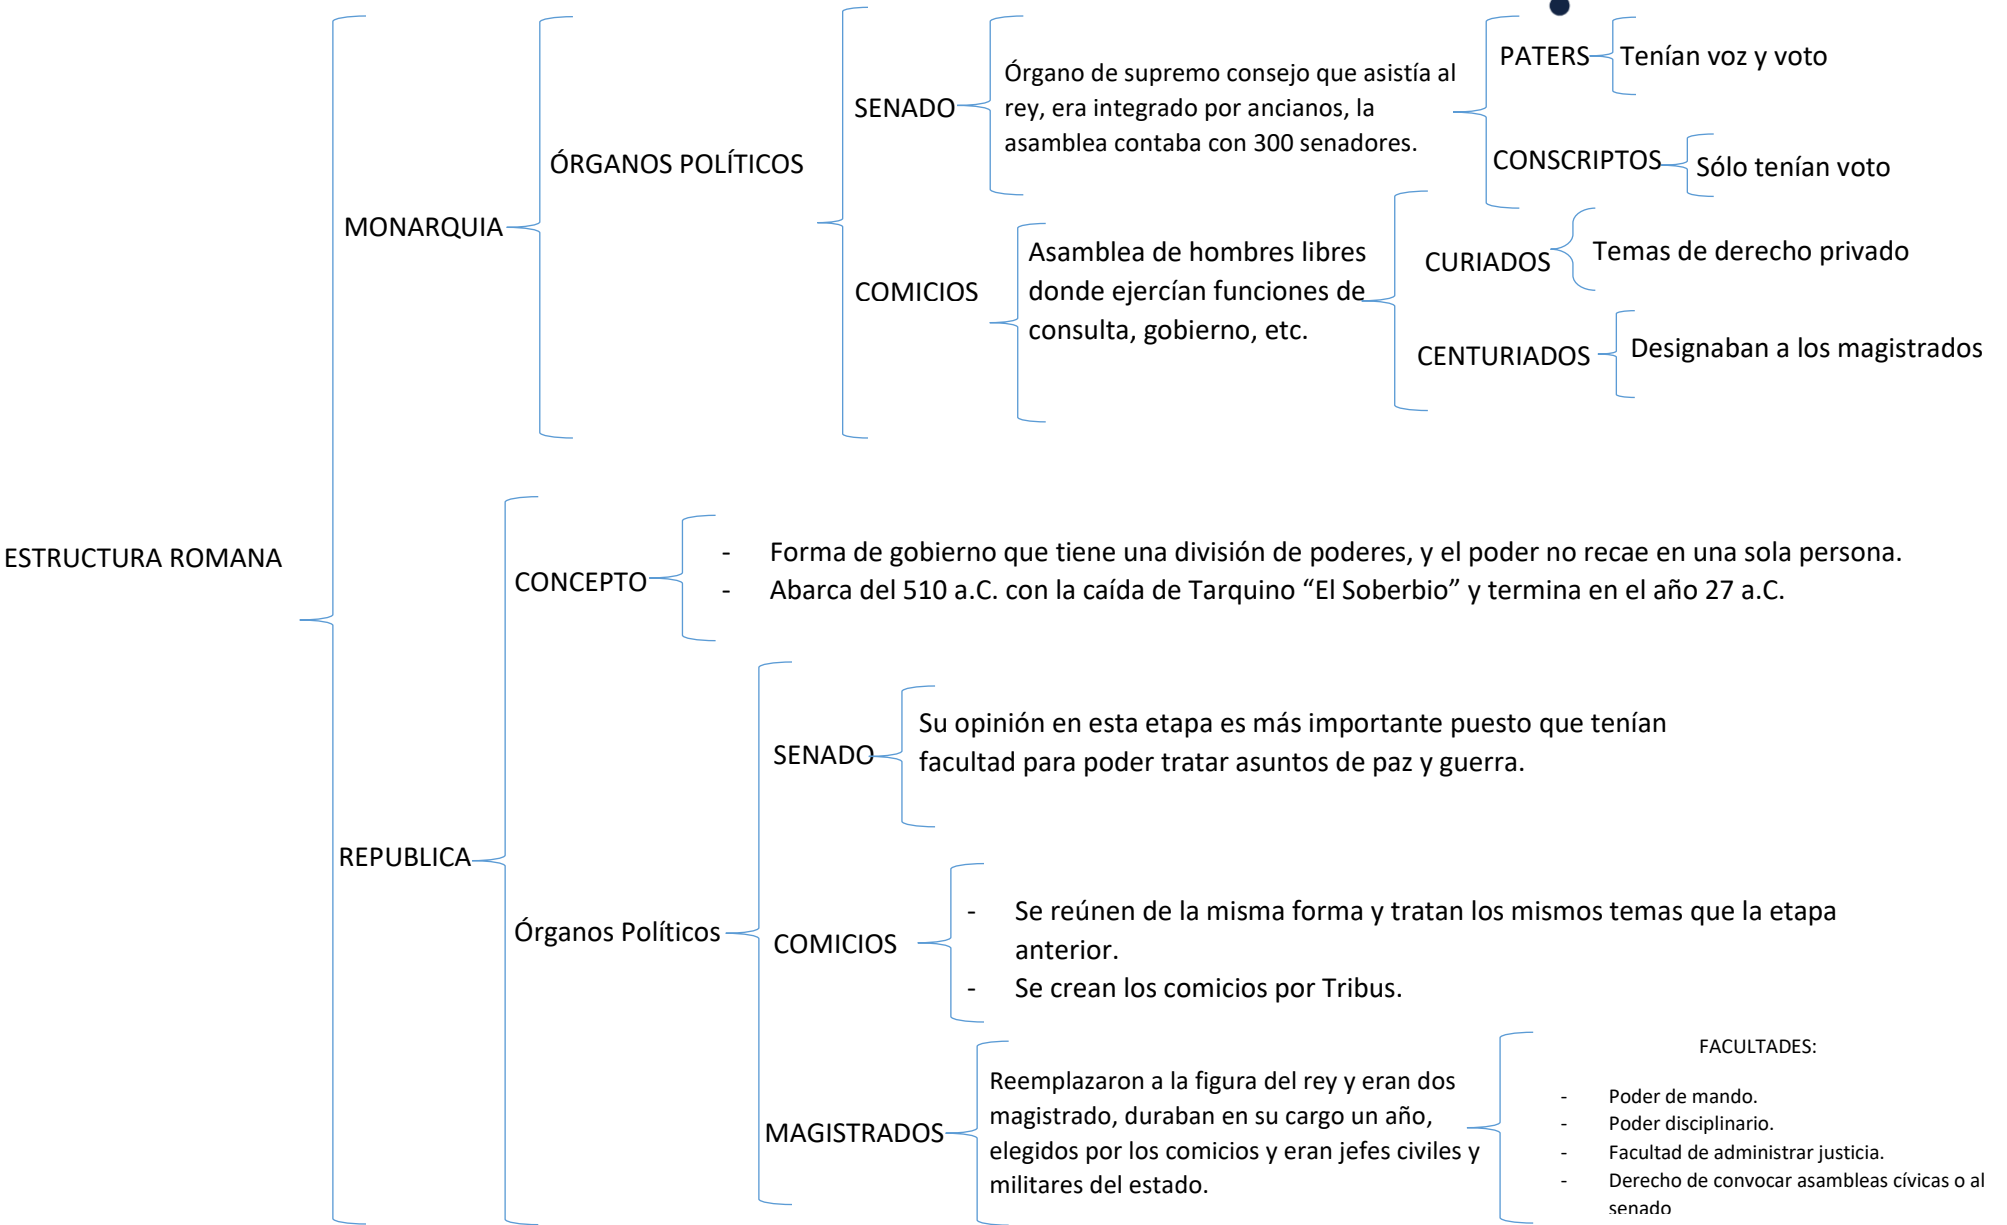 ESTRUCTURA ROMANA
MONARQUIA
ÓRGANOS POLÍTICOS
SENADO
Órgano de supremo consejo que asistía al
rey, era integrado por ancianos, la
asamblea contaba con 300 senadores.
PATERS
Tenían voz y voto
CONSCRIPTOS
Sólo tenían voto
COMICIOS
Asamblea de hombres libres
donde ejercían funciones de
consulta, gobierno, etc.
CURIADOS
Temas de derecho privado
CENTURIADOS
Designaban a los magistrados
REPUBLICA
CONCEPTO
- Forma de gobierno que tiene una división de poderes, y el poder no recae en una sola persona.
- Abarca del 510 a.C. con la caída de Tarquino “El Soberbio” y termina en el año 27 a.C.
Órganos Políticos
SENADO
Su opinión en esta etapa es más importante puesto que tenían
facultad para poder tratar asuntos de paz y guerra.
COMICIOS
- Se reúnen de la misma forma y tratan los mismos temas que la etapa
anterior.
- Se crean los comicios por Tribus.
MAGISTRADOS
Reemplazaron a la figura del rey y eran dos
magistrado, duraban en su cargo un año,
elegidos por los comicios y eran jefes civiles y
militares del estado.
FACULTADES:
- Poder de mando.
- Poder disciplinario.
- Facultad de administrar justicia.
- Derecho de convocar asambleas cívicas o al
senado